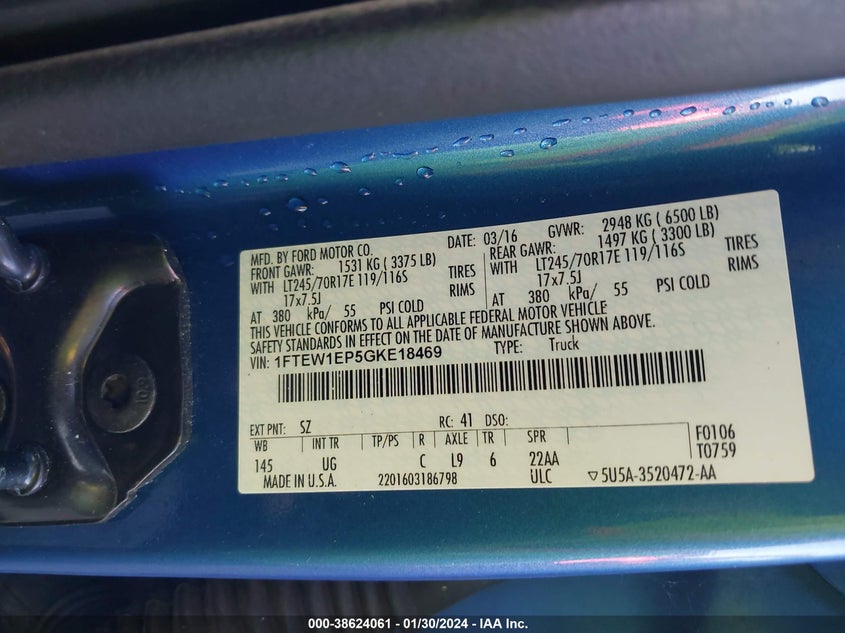 MFD. BY FORD MOTOR CO. DATE: 03/16 GVWR: 2948 KG ( 6500 LB)
FRONT GAWR: 1531 KG ( 3375 LB) REAR GAWR: 1497 KG ( 3300 LB)
WITH LT245/70R17E 119/116S TIRES WITH LT245/70R17E 119/116S TIRES
17x7.5J RIMS 17x7.5J RIMS
AT 380 kPa/ 55 PSI COLD AT 380 kPa/ 55 PSI COLD
THIS VEHICLE CONFORMS TO ALL APPLICABLE FEDERAL MOTOR VEHICLE
SAFETY STANDARDS IN EFFECT ON THE DATE OF MANUFACTURE SHOWN ABOVE.
VIN: 1FTEW1EP5GKE18469 TYPE: Truck
EXT PNT: SZ RC: 41 DSO:
WB INT TR TP/PS R AXLE TR SPR F0106
145 UG C L9 6 22AA T0759
MADE IN U.S.A. 2201603186798 ULC ▽5U5A-3520472-AA
000-38624061 - 01/30/2024 - IAA Inc.